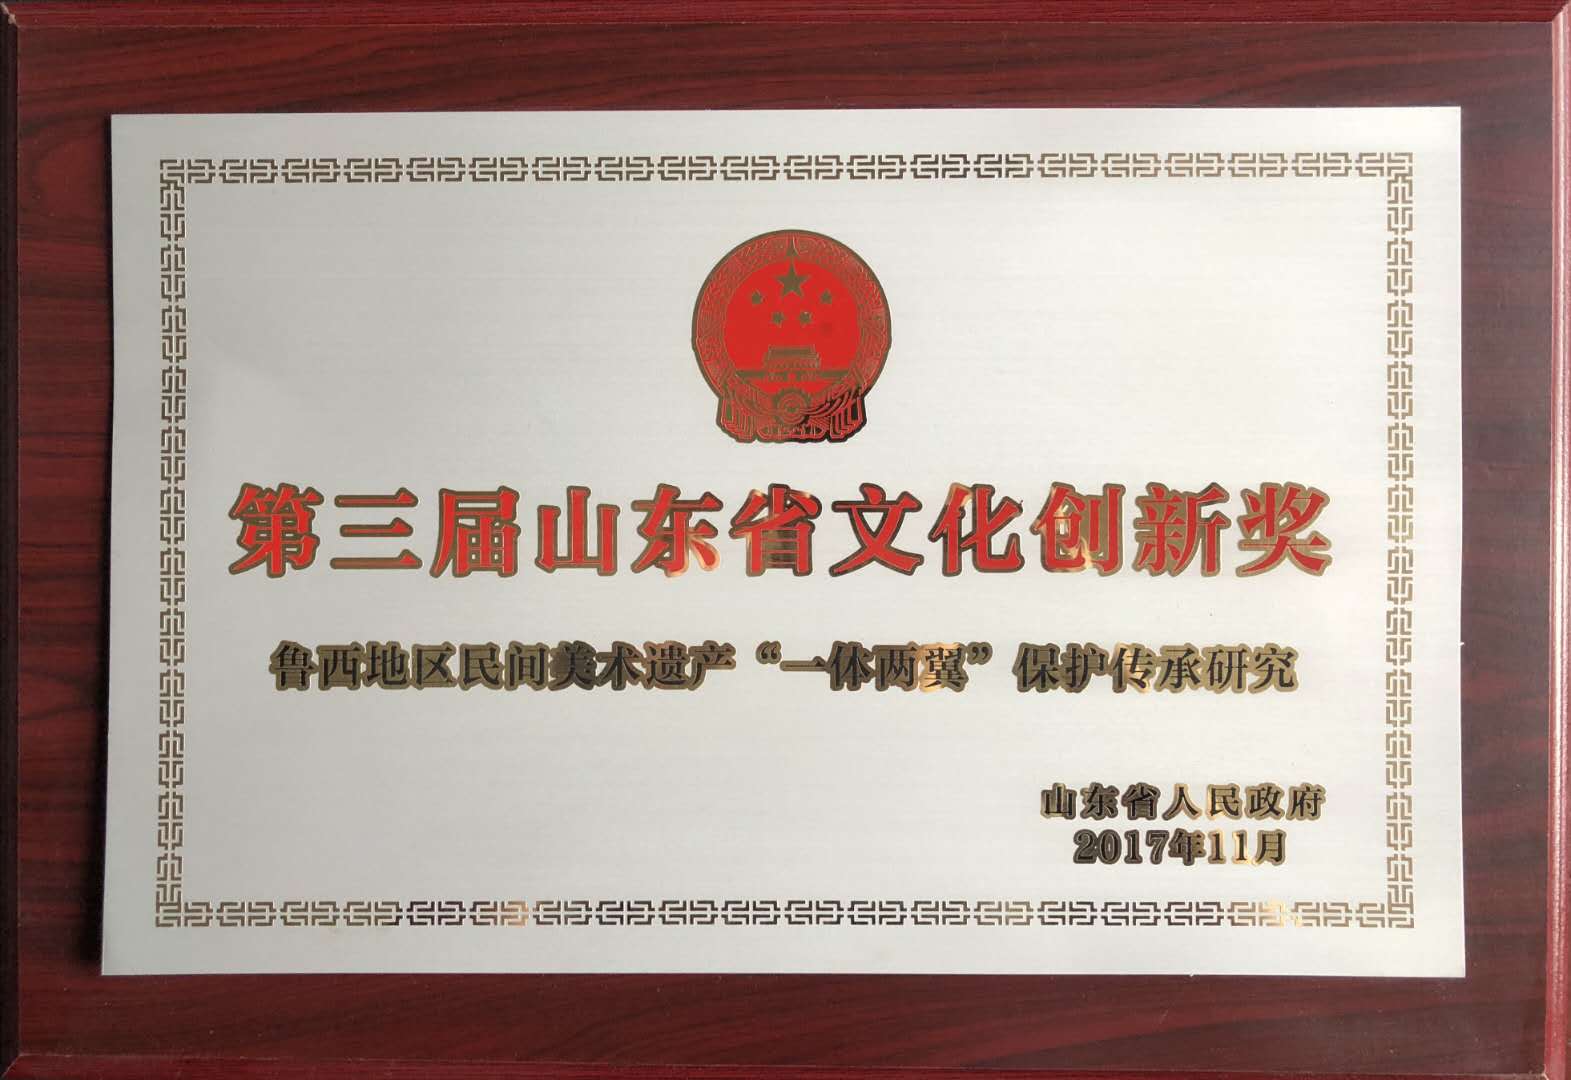 第三届山东省文化创新奖
鲁西地区民间美术遗产“一体两翼”保护传承研究
山东省人民政府
2017年11月